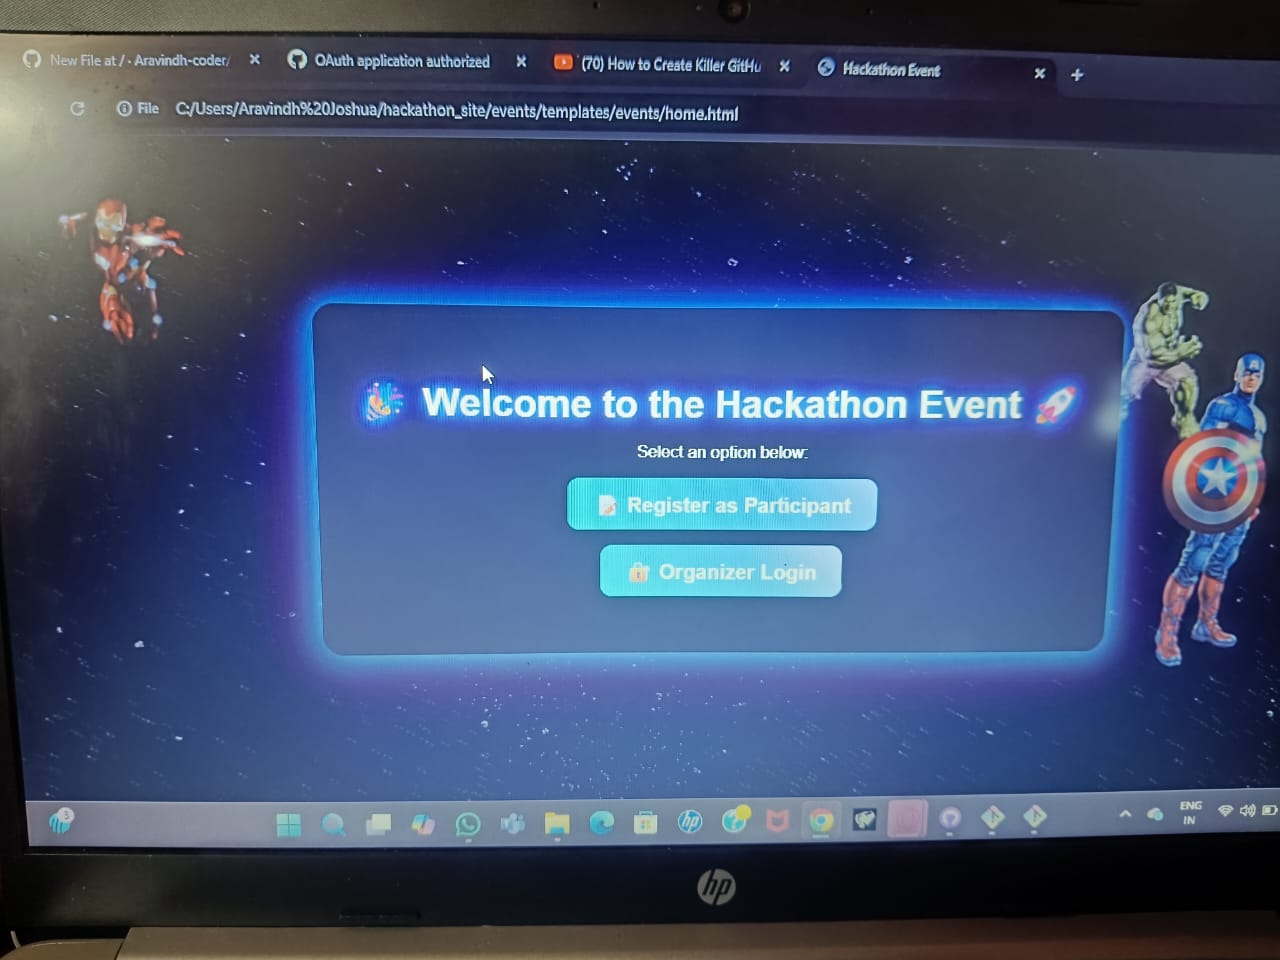 New File at / · Aravindh-coder/
OAuth application authorized
(70) How to Create Killer GitHu
Hackathon Event
File C:/Users/Aravindh%20Joshua/hackathon_site/events/templates/events/home.html
Welcome to the Hackathon Event
Select an option below:
Register as Participant
Organizer Login
3
hp
ENG
IN
hp